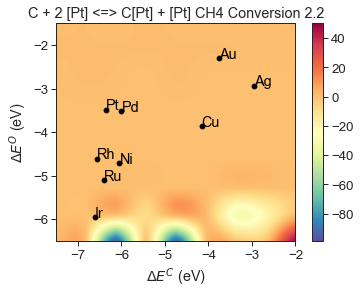 C + 2 [Pt] <=> C[Pt] + [Pt] CH4 Conversion 2.2
−2
−3
−4
−5
−6
ΔE^O (eV)
Au
Ag
Pt
Pd
Cu
Rh
Ni
Ru
Ir
−7
−6
−5
−4
−3
−2
ΔE^C (eV)
40
20
0
−20
−40
−60
−80